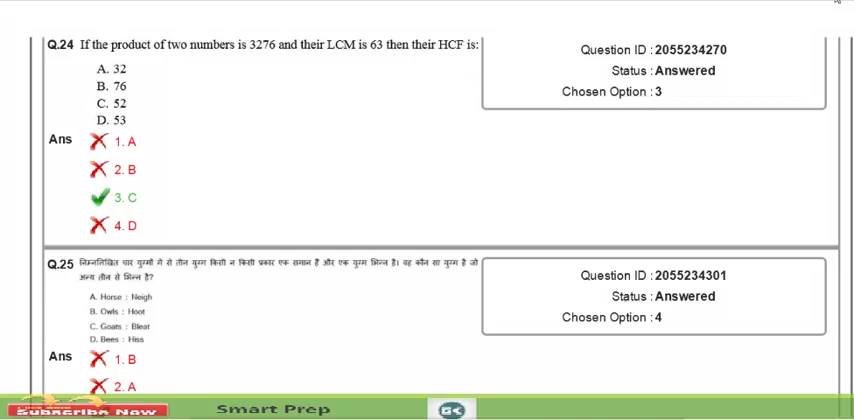 Q.24 If the product of two numbers is 3276 and their LCM is 63 then their HCF is:
A. 32
B. 76
C. 52
D. 53
Ans 1. A
2. B
3. C
4. D
Question ID : 2055234270
Status : Answered
Chosen Option : 3
Q.25 निम्नलिखित चार युग्मों में से तीन युग्म किसी न किसी प्रकार एक समान हैं और एक युग्म भिन्न है। वह कौन सा युग्म है जो
अन्य तीन से भिन्न है?
A. Horse : Neigh
B. Owls : Hoot
C. Goats : Bleat
D. Bees : Hiss
Ans 1. B
2. A
Question ID : 2055234301
Status : Answered
Chosen Option : 4
Subscribe Now
Smart Prep
GK